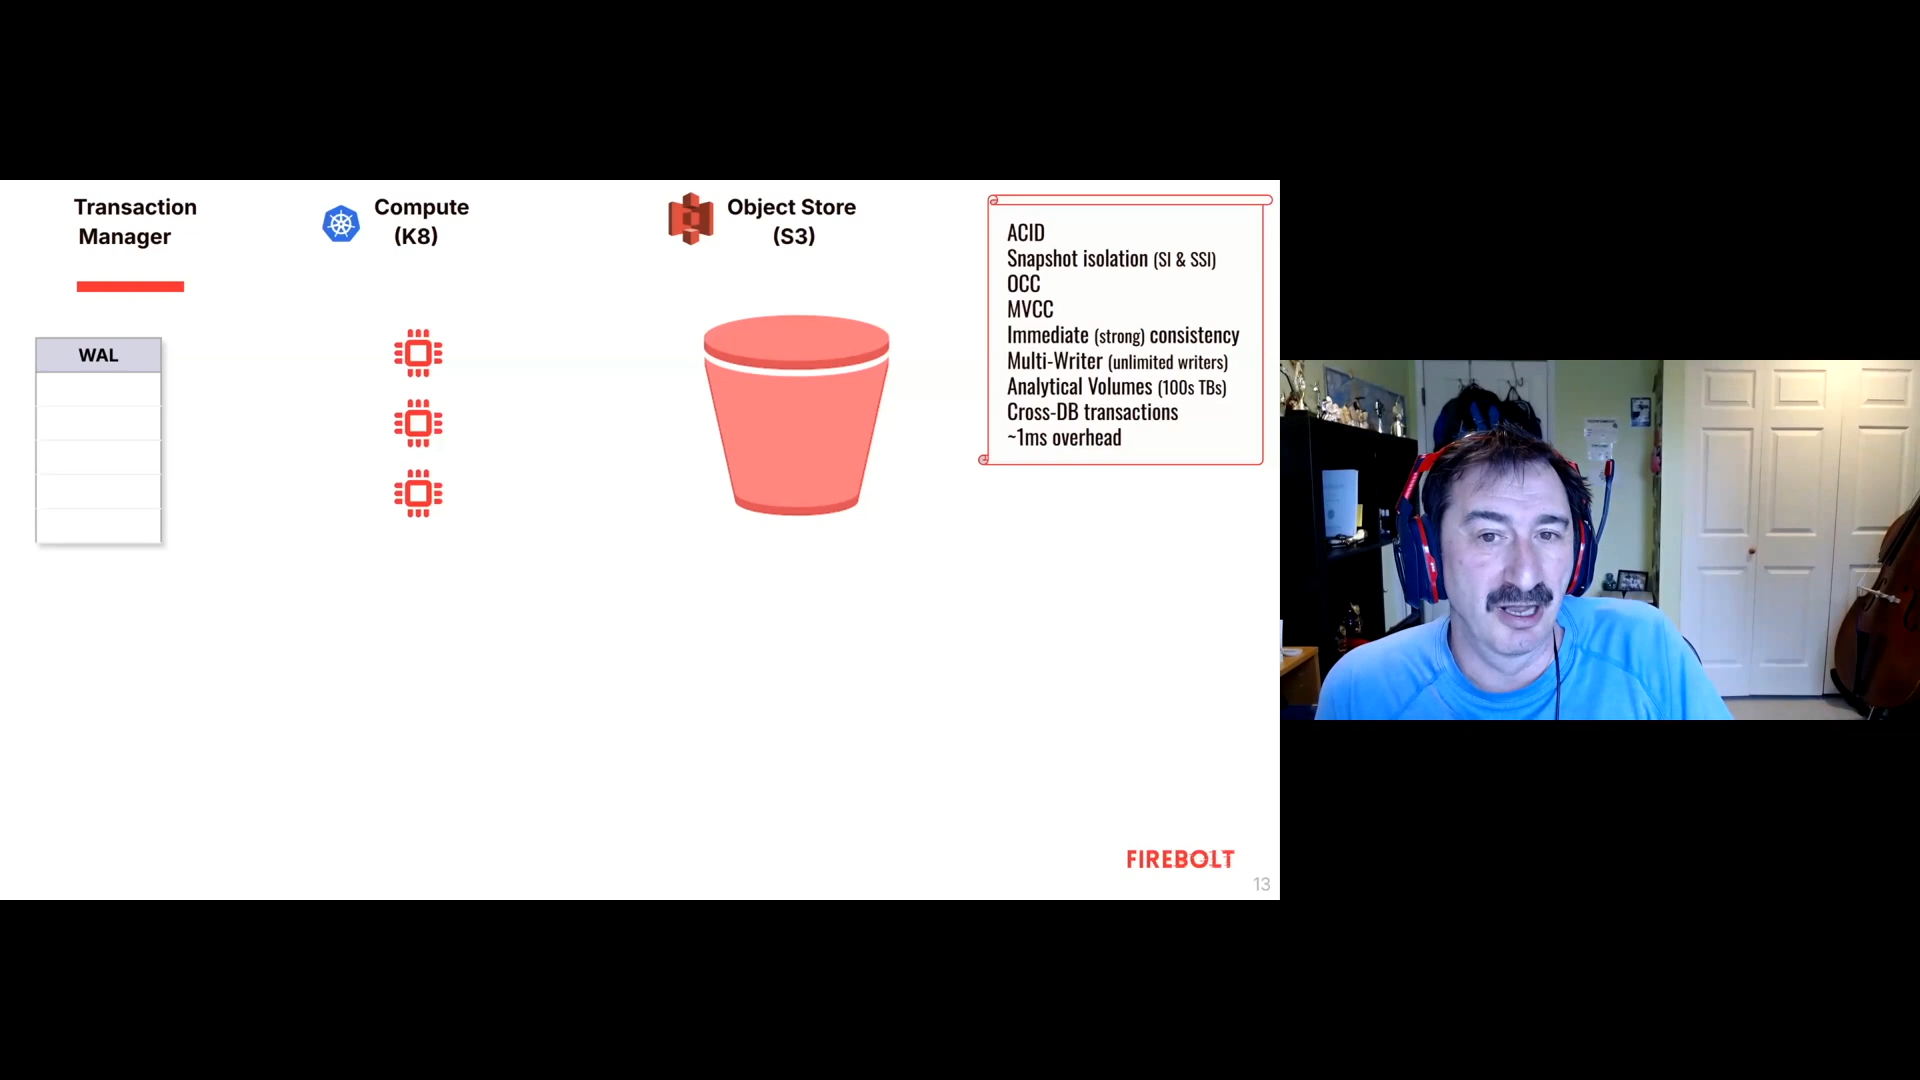 Transaction
Manager
Compute
(K8)
Object Store
(S3)
WAL
ACID
Snapshot isolation (SI & SSI)
OCC
MVCC
Immediate (strong) consistency
Multi-Writer (unlimited writers)
Analytical Volumes (100s TBs)
Cross-DB transactions
~1ms overhead
FIREBOLT
13